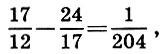 17/12 − 24/17 = 1/204,